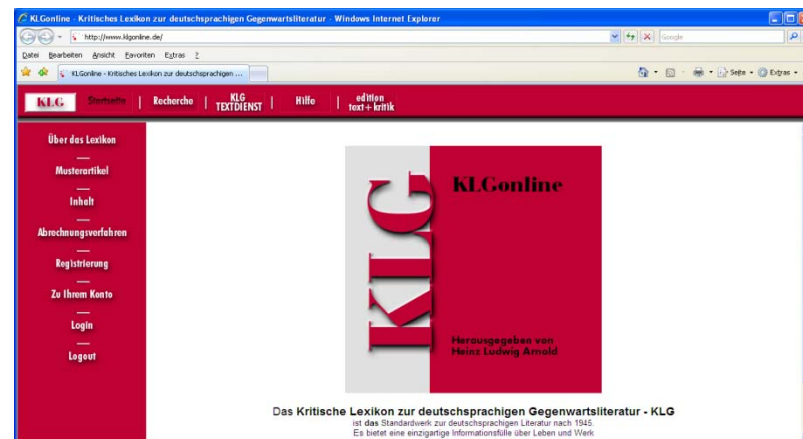 KLGonline - Kritisches Lexikon zur deutschsprachigen Gegenwartsliteratur - Windows Internet Explorer
http://www.klgonline.de/
Google
Datei Bearbeiten Ansicht Favoriten Extras ?
KLGonline - Kritisches Lexikon zur deutschsprachigen ...
Seite Extras
KLG Startseite | Recherche | KLG TEXTDIENST | Hilfe | edition text+kritik
Über das Lexikon
Musterartikel
Inhalt
Abrechnungsverfahren
Registrierung
Zu Ihrem Konto
Login
Logout
KLG
KLGonline
Herausgegeben von
Heinz Ludwig Arnold
Das Kritische Lexikon zur deutschsprachigen Gegenwartsliteratur - KLG
ist das Standardwerk zur deutschsprachigen Literatur nach 1945.
Es bietet eine einzigartige Informationsfülle über Leben und Werk